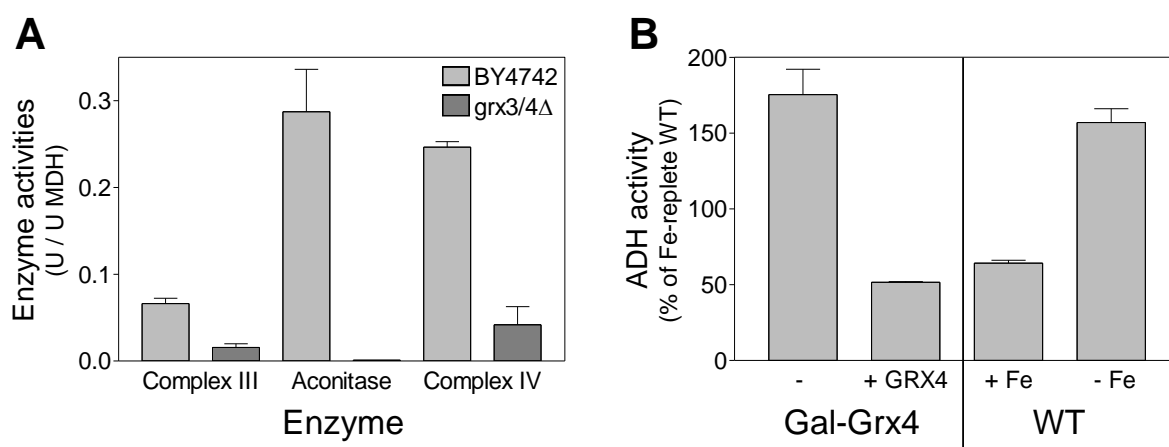 A
Enzyme activities
(U / U MDH)
0.3
0.2
0.1
0.0
BY4742
grx3/4Δ
Complex III
Aconitase
Complex IV
Enzyme
B
ADH activity
(% of Fe-replete WT)
200
150
100
50
0
-
+ GRX4
+ Fe
- Fe
Gal-Grx4
WT